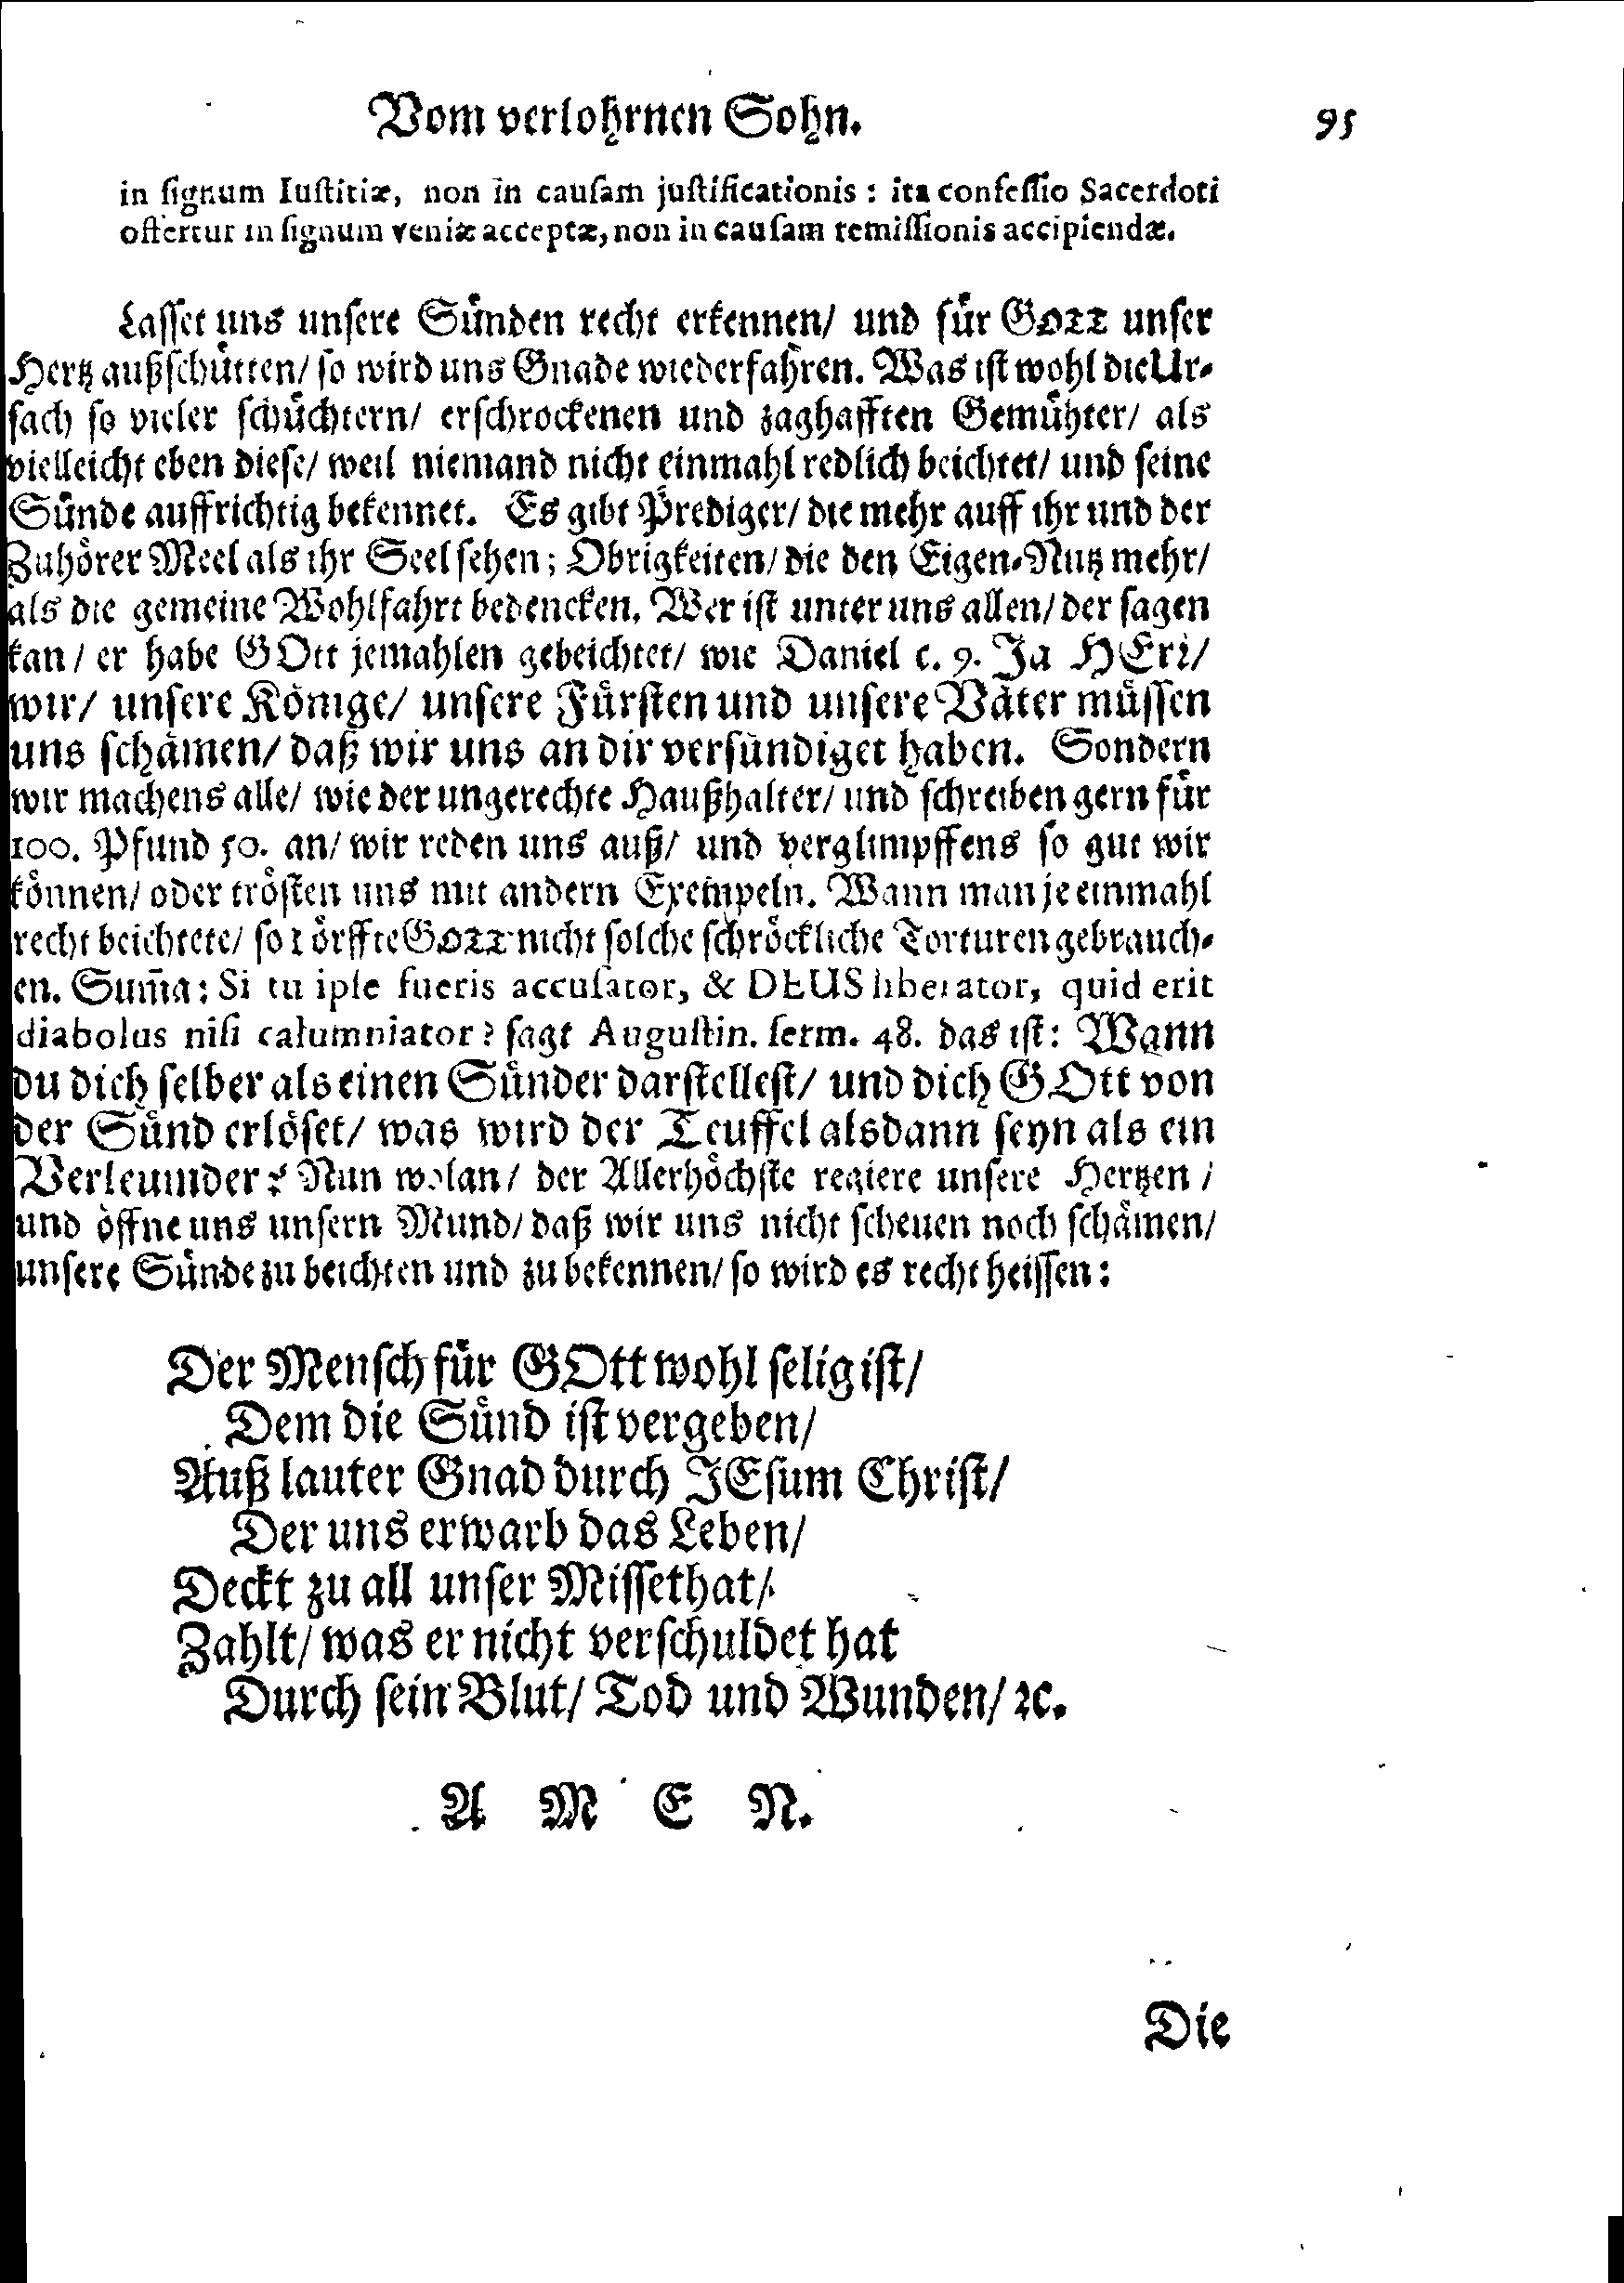 Vom verlohrnen Sohn. 95
in signum Iustitiæ, non in causam justificationis: ita confessio Sacerdoti
offertur in signum veniæ acceptæ, non in causam remissionis accipiendæ.
Lasset uns unsere Sünden recht erkennen/ und für GOTT unser
Hertz außschütten/ so wird uns Gnade wiederfahren. Was ist wohl die Ur-
sach so vieler schüchtern/ erschrockenen und zaghafften Gemühter/ als
vielleicht eben diese/ weil niemand nicht einmahl redlich beichtet/ und seine
Sünde auffrichtig bekennet. Es gibt Prediger/ die mehr auff ihr und der
Zuhörer Meel als ihr Seel sehen; Obrigkeiten/ die den Eigen-Nutz mehr/
als die gemeine Wohlfahrt bedencken. Wer ist unter uns allen/ der sagen
kan/ er habe GOtt jemahlen gebeichtet/ wie Daniel c. 9. Ja HErr/
wir/ unsere Könige/ unsere Fürsten und unsere Väter müssen
uns schämen/ daß wir uns an dir versündiget haben. Sondern
wir machens alle/ wie der ungerechte Haußhalter/ und schreiben gern für
100. Pfund 50. an/ wir reden uns auß/ und verglimpffens so gut wir
können/ oder trösten uns mit andern Exempeln. Wann man je einmahl
recht beichtete/ so dörffte GOTT nicht solche schröckliche Torturen gebrauch-
en. Sum̃a: Si tu ipse fueris accusator, & DEUS liberator, quid erit
diabolus nisi calumniator? sagt Augustin. serm. 48. das ist: Wann
du dich selber als einen Sünder darstellest/ und dich GOtt von
der Sünd erlöset/ was wird der Teuffel alsdann seyn als ein
Verleumder? Nun wolan/ der Allerhöchste regiere unsere Hertzen/
und öffne uns unsern Mund/ daß wir uns nicht scheuen noch schämen/
unsere Sünde zu beichten und zu bekennen/ so wird es recht heissen:
Der Mensch für GOtt wohl selig ist/
Dem die Sünd ist vergeben/
Auß lauter Gnad durch JEsum Christ/
Der uns erwarb das Leben/
Deckt zu all unser Missethat/
Zahlt/ was er nicht verschuldet hat
Durch sein Blut/ Tod und Wunden/ ꝛc.
A M E N.
Die